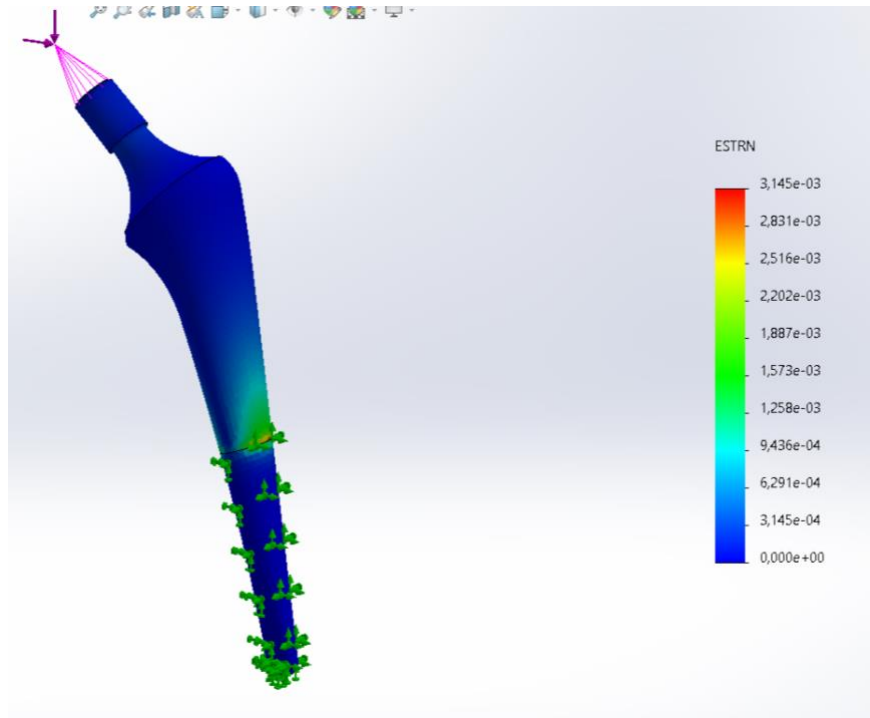 ESTRN
3,145e-03
2,831e-03
2,516e-03
2,202e-03
1,887e-03
1,573e-03
1,258e-03
9,436e-04
6,291e-04
3,145e-04
0,000e+00